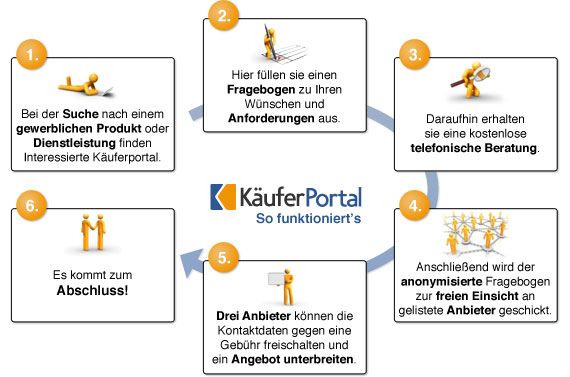 1.
Bei der Suche nach einem
gewerblichen Produkt oder
Dienstleistung finden
Interessierte Käuferportal.
2.
Hier füllen sie einen
Fragebogen zu Ihren
Wünschen und
Anforderungen aus.
3.
Daraufhin erhalten
sie eine kostenlose
telefonische Beratung.
KäuferPortal
So funktioniert's
4.
Anschließend wird der
anonymisierte Fragebogen
zur freien Einsicht an
gelistete Anbieter geschickt.
5.
Drei Anbieter können die
Kontaktdaten gegen eine
Gebühr freischalten und
ein Angebot unterbreiten.
6.
Es kommt zum
Abschluss!